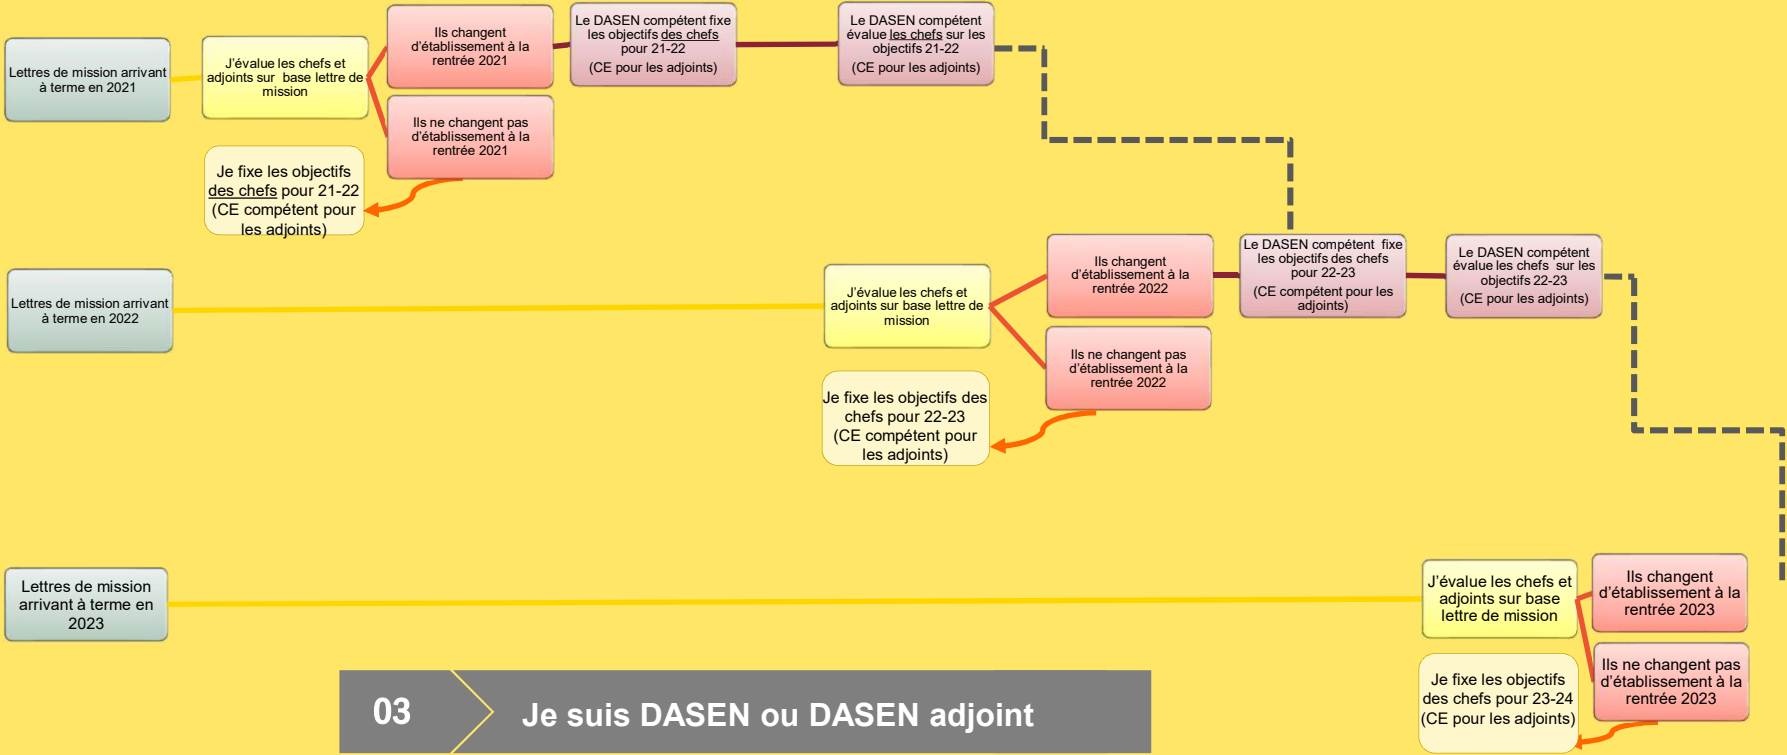 Lettres de mission arrivant
à terme en 2021
J'évalue les chefs et
adjoints sur base lettre de
mission
Ils changent
d'établissement à la
rentrée 2021
Le DASEN compétent fixe
les objectifs des chefs
pour 21-22
(CE pour les adjoints)
Le DASEN compétent
évalue les chefs sur les
objectifs 21-22
(CE pour les adjoints)
Ils ne changent pas
d'établissement à la
rentrée 2021
Je fixe les objectifs
des chefs pour 21-22
(CE compétent pour
les adjoints)
Lettres de mission arrivant
à terme en 2022
J'évalue les chefs et
adjoints sur base lettre de
mission
Ils changent
d'établissement à la
rentrée 2022
Le DASEN compétent fixe
les objectifs des chefs
pour 22-23
(CE compétent pour les
adjoints)
Le DASEN compétent
évalue les chefs sur les
objectifs 22-23
(CE pour les adjoints)
Ils ne changent pas
d'établissement à la
rentrée 2022
Je fixe les objectifs des
chefs pour 22-23
(CE compétent pour
les adjoints)
Lettres de mission
arrivant à terme en
2023
J'évalue les chefs et
adjoints sur base
lettre de mission
Ils changent
d'établissement à la
rentrée 2023
Ils ne changent pas
d'établissement à la
rentrée 2023
Je fixe les objectifs
des chefs pour 23-24
(CE pour les adjoints)
03 Je suis DASEN ou DASEN adjoint